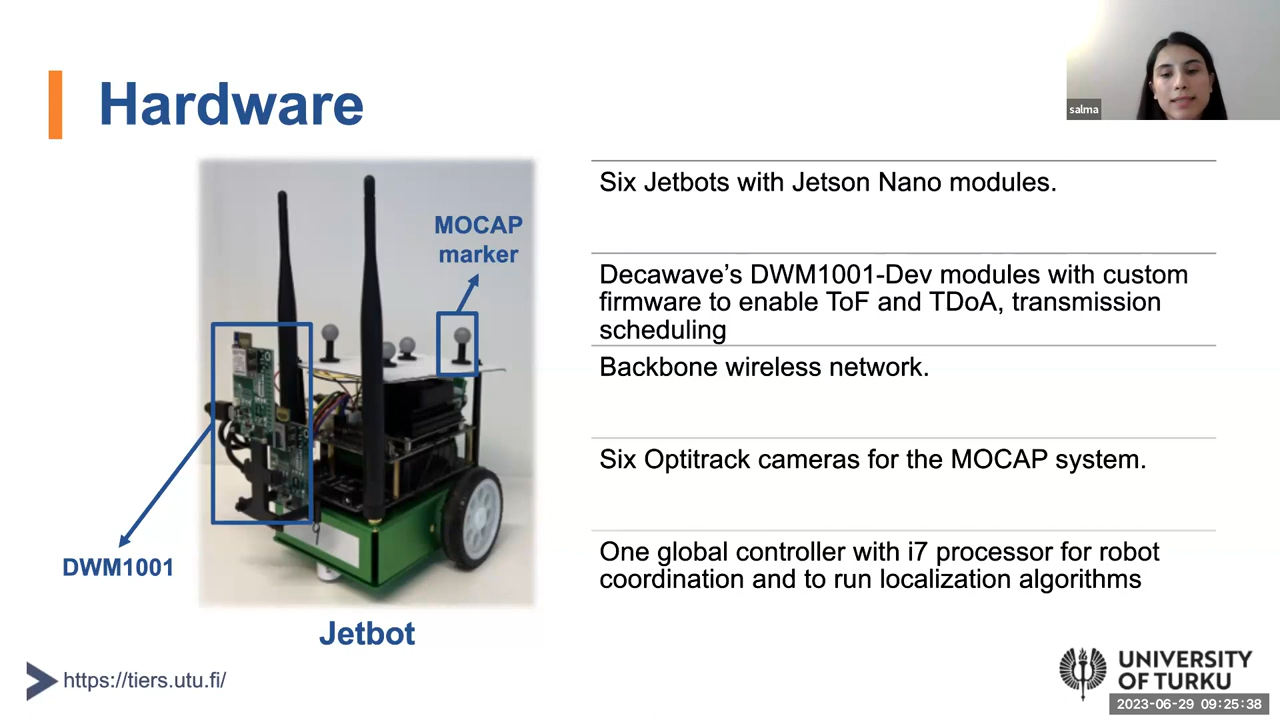 Hardware
salma
MOCAP
marker
DWM1001
Jetbot
Six Jetbots with Jetson Nano modules.
Decawave’s DWM1001-Dev modules with custom
firmware to enable ToF and TDoA, transmission
scheduling
Backbone wireless network.
Six Optitrack cameras for the MOCAP system.
One global controller with i7 processor for robot
coordination and to run localization algorithms
https://tiers.utu.fi/
UNIVERSITY
OF TURKU
2023-06-29 09:25:38